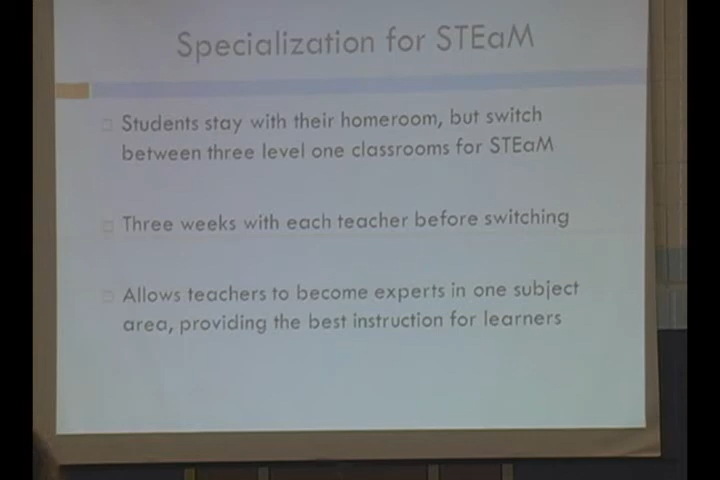 Specialization for STEaM
Students stay with their homeroom, but switch
between three level one classrooms for STEaM
Three weeks with each teacher before switching
Allows teachers to become experts in one subject
area, providing the best instruction for learners